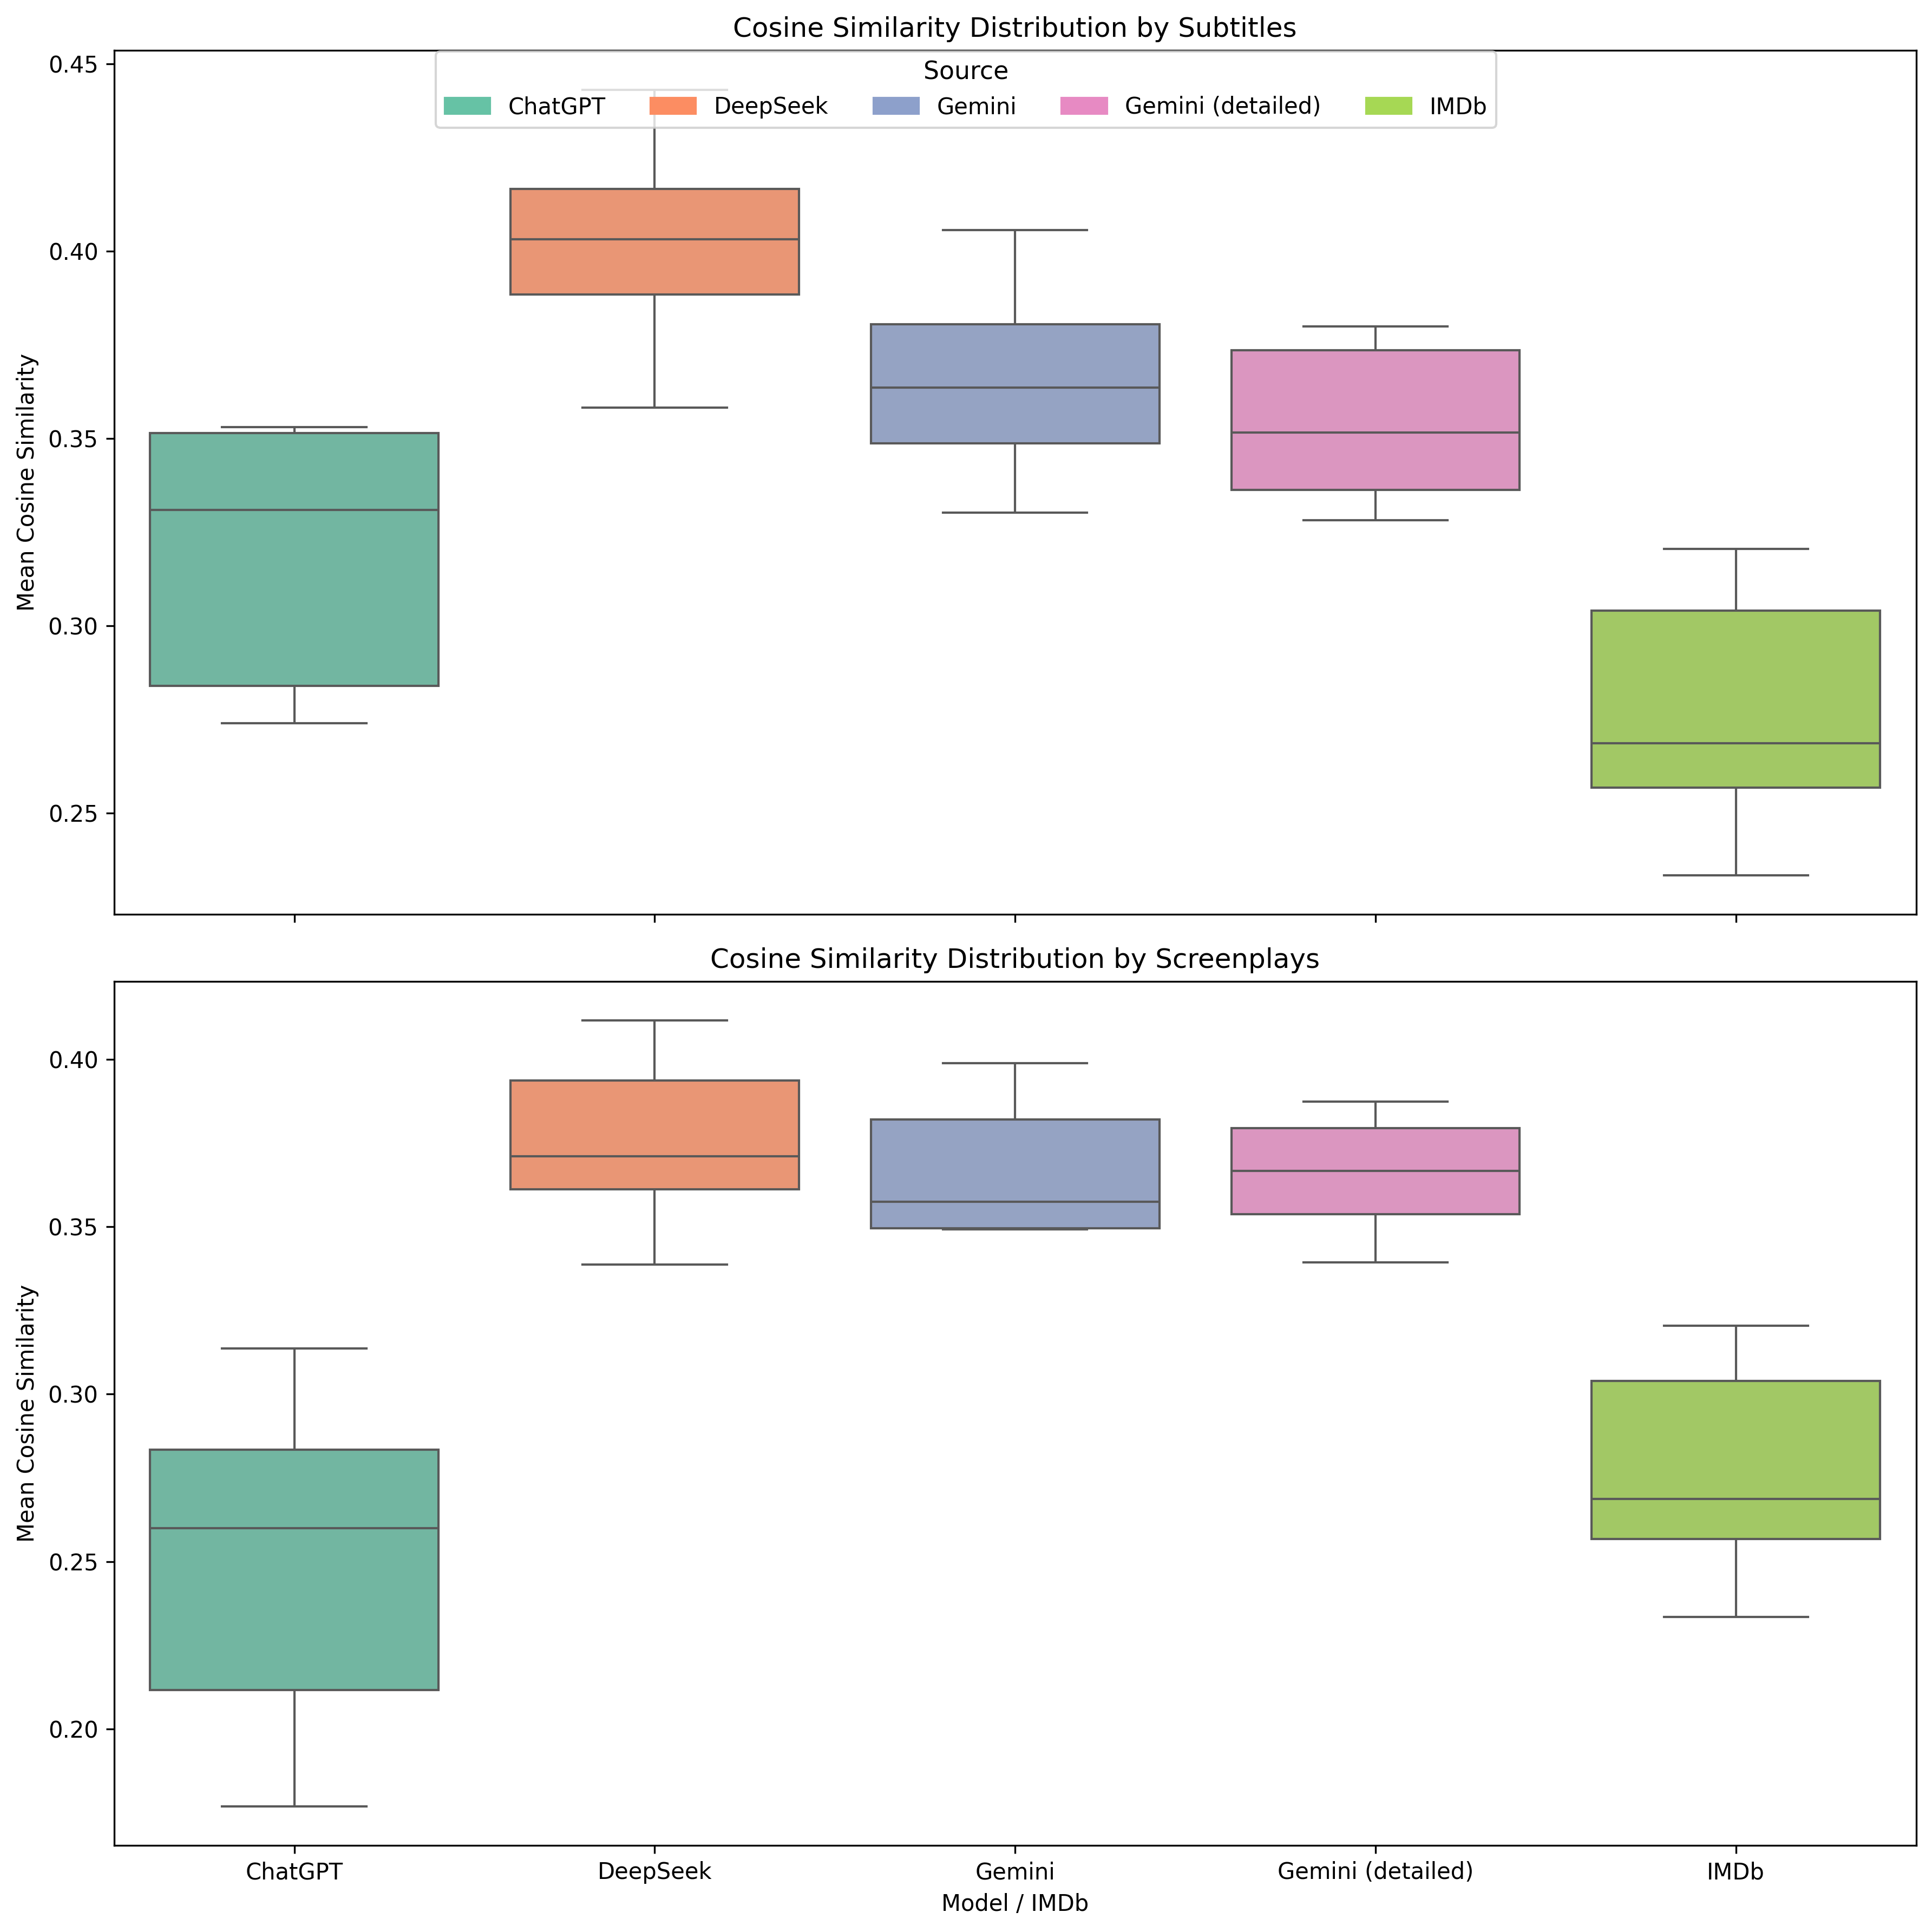 Cosine Similarity Distribution by Subtitles
Source
ChatGPT DeepSeek Gemini Gemini (detailed) IMDb
0.45
0.40
0.35
0.30
0.25
Mean Cosine Similarity
Cosine Similarity Distribution by Screenplays
0.40
0.35
0.30
0.25
0.20
Mean Cosine Similarity
ChatGPT DeepSeek Gemini Gemini (detailed) IMDb
Model / IMDb